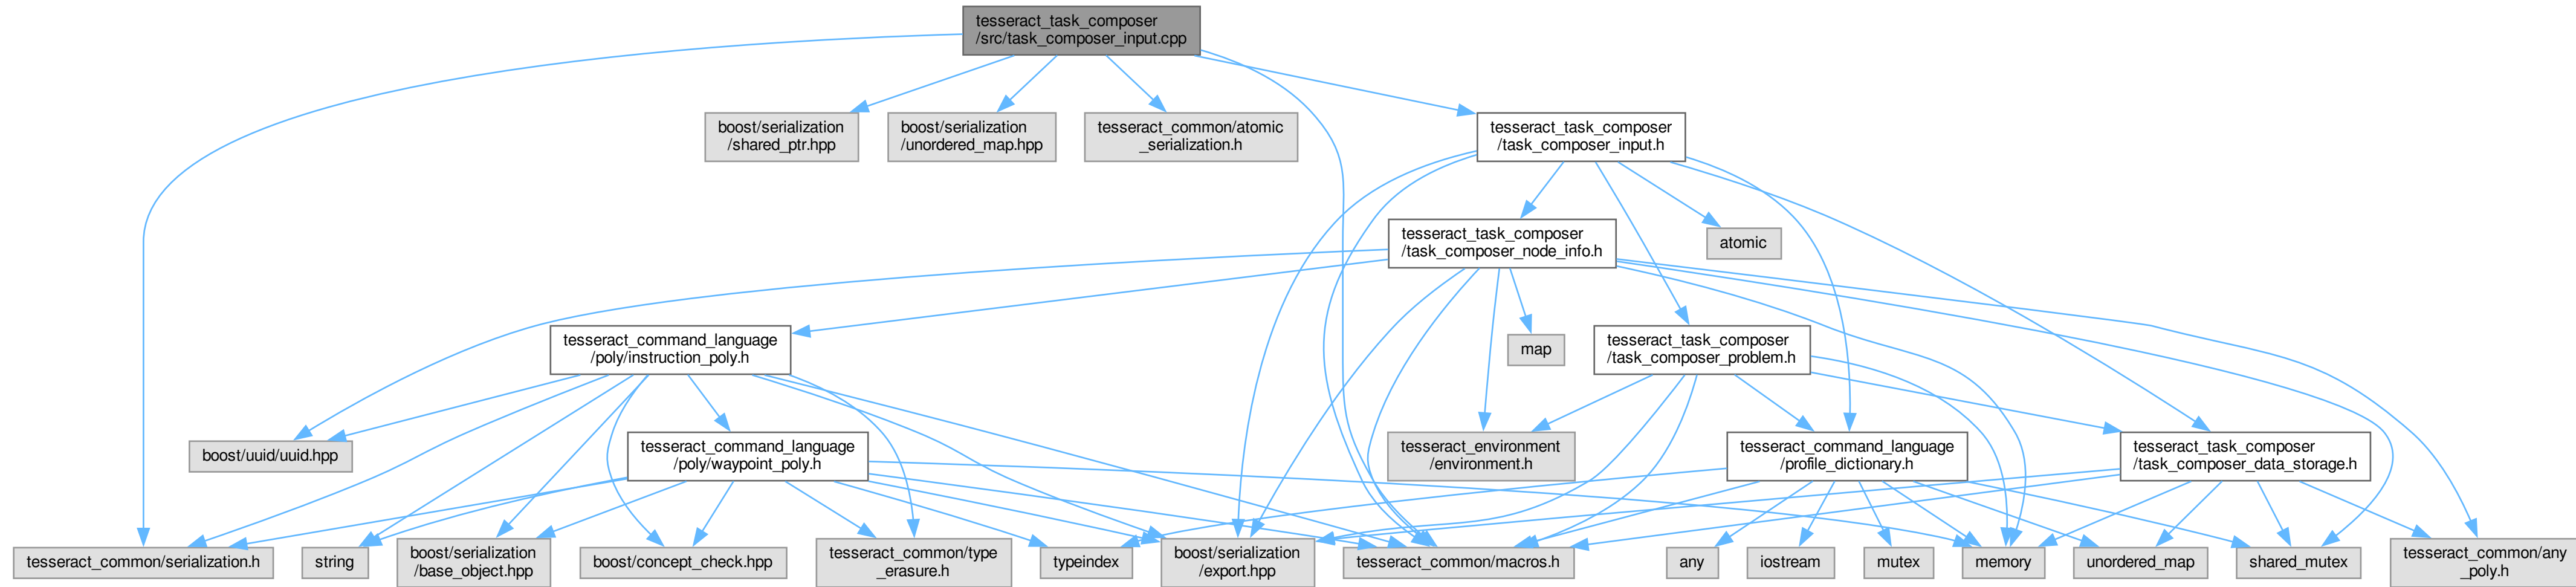 tesseract_task_composer
/src/task_composer_input.cpp
boost/serialization
/shared_ptr.hpp
boost/serialization
/unordered_map.hpp
tesseract_common/atomic
_serialization.h
tesseract_task_composer
/task_composer_input.h
tesseract_task_composer
/task_composer_node_info.h
atomic
tesseract_command_language
/poly/instruction_poly.h
map
tesseract_task_composer
/task_composer_problem.h
boost/uuid/uuid.hpp
tesseract_command_language
/poly/waypoint_poly.h
tesseract_environment
/environment.h
tesseract_command_language
/profile_dictionary.h
tesseract_task_composer
/task_composer_data_storage.h
tesseract_common/serialization.h
string
boost/serialization
/base_object.hpp
boost/concept_check.hpp
tesseract_common/type
_erasure.h
typeindex
boost/serialization
/export.hpp
tesseract_common/macros.h
any
iostream
mutex
memory
unordered_map
shared_mutex
tesseract_common/any
_poly.h